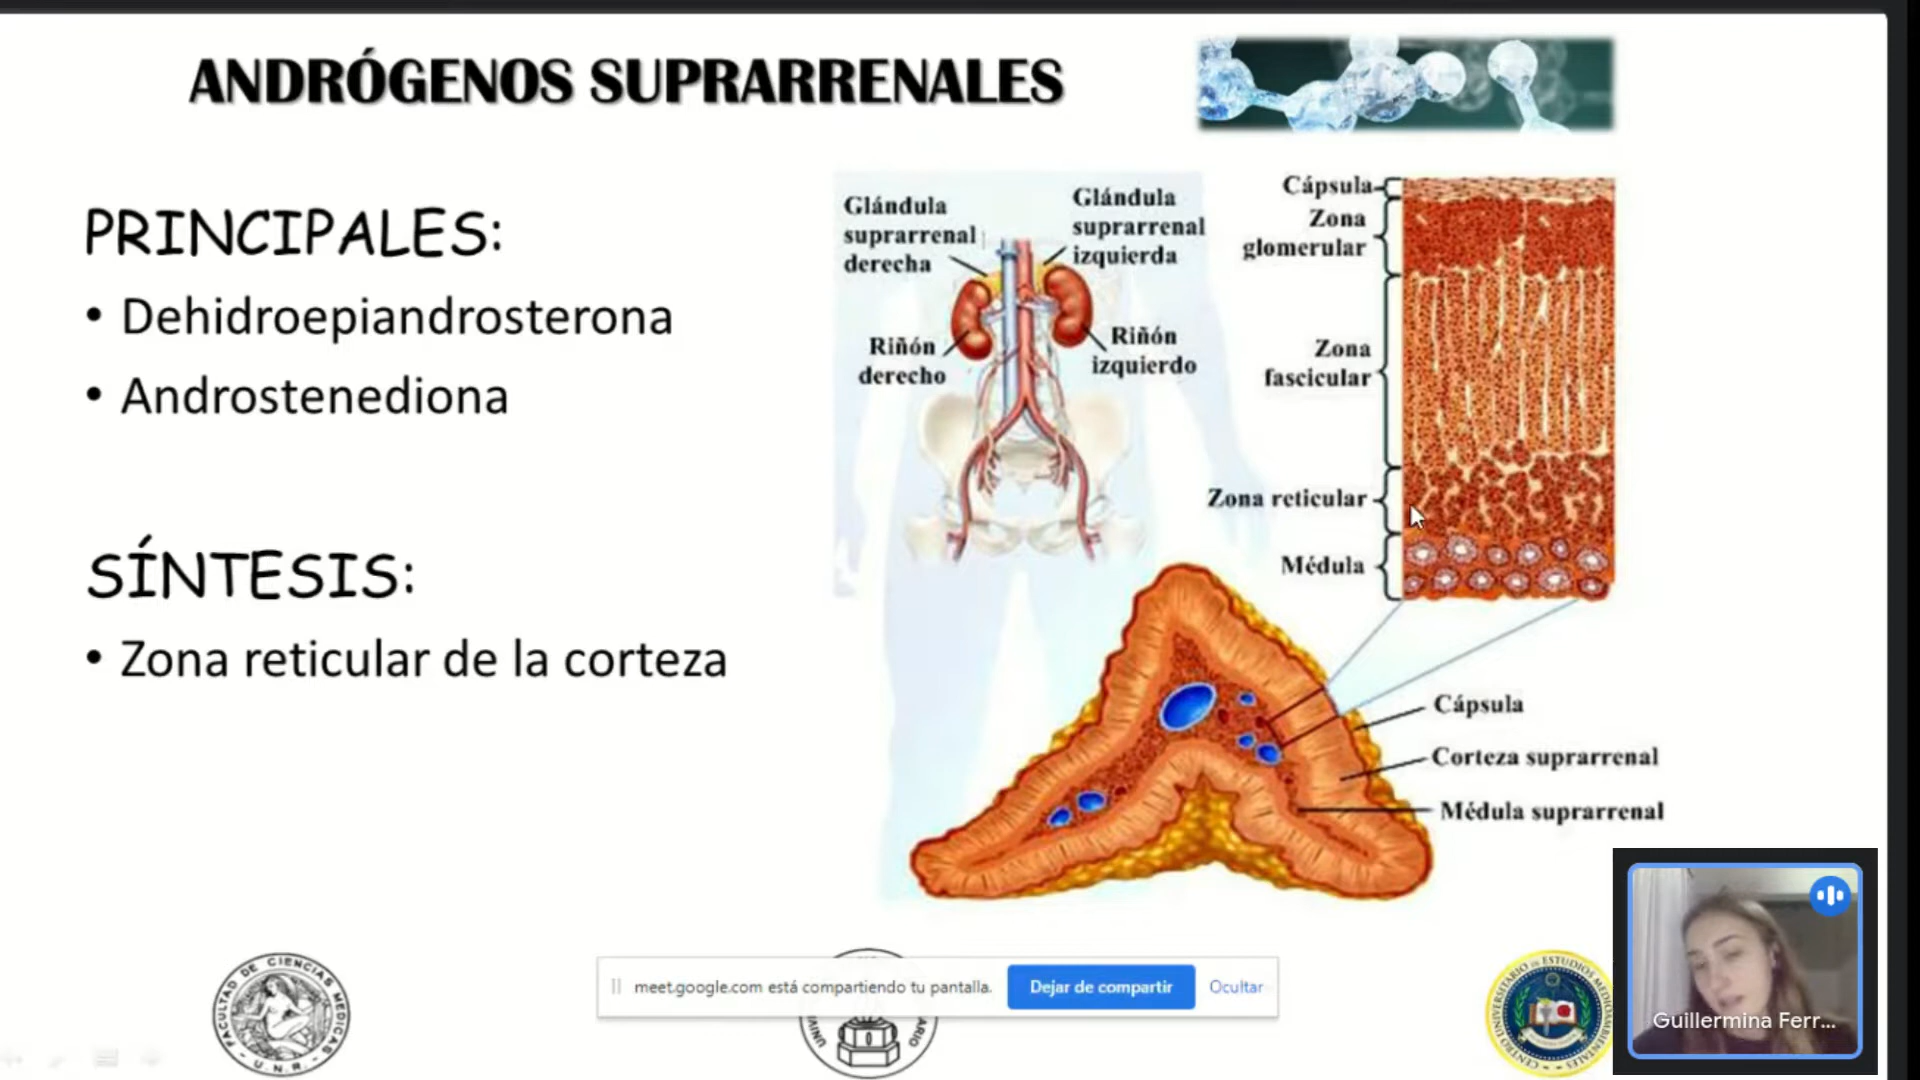 ANDRÓGENOS SUPRARRENALES
PRINCIPALES:
• Dehidroepiandrosterona
• Androstenediona
SÍNTESIS:
• Zona reticular de la corteza
Glándula
suprarrenal
derecha
Glándula
suprarrenal
izquierda
Riñón
derecho
Riñón
izquierdo
Cápsula
Zona
glomerular
Zona
fascicular
Zona reticular
Médula
Cápsula
Corteza suprarrenal
Médula suprarrenal
FACULTAD DE CIENCIAS MEDICAS
U.N.R.
meet.google.com está compartiendo tu pantalla.
Dejar de compartir
Ocultar
Guillermina Ferr...